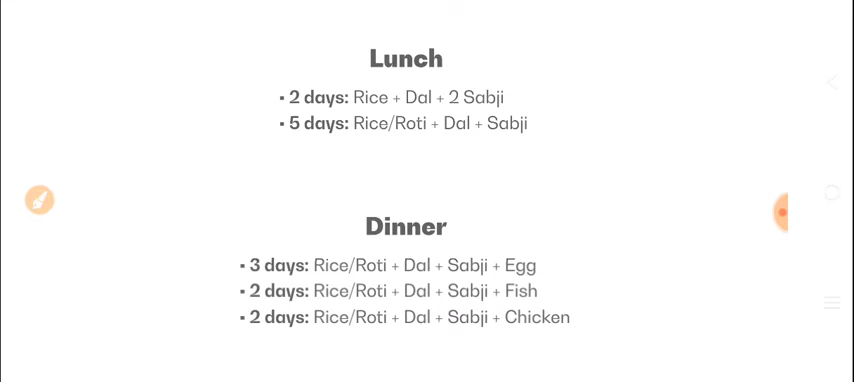 Lunch
▪ 2 days: Rice + Dal + 2 Sabji
▪ 5 days: Rice/Roti + Dal + Sabji
Dinner
▪ 3 days: Rice/Roti + Dal + Sabji + Egg
▪ 2 days: Rice/Roti + Dal + Sabji + Fish
▪ 2 days: Rice/Roti + Dal + Sabji + Chicken